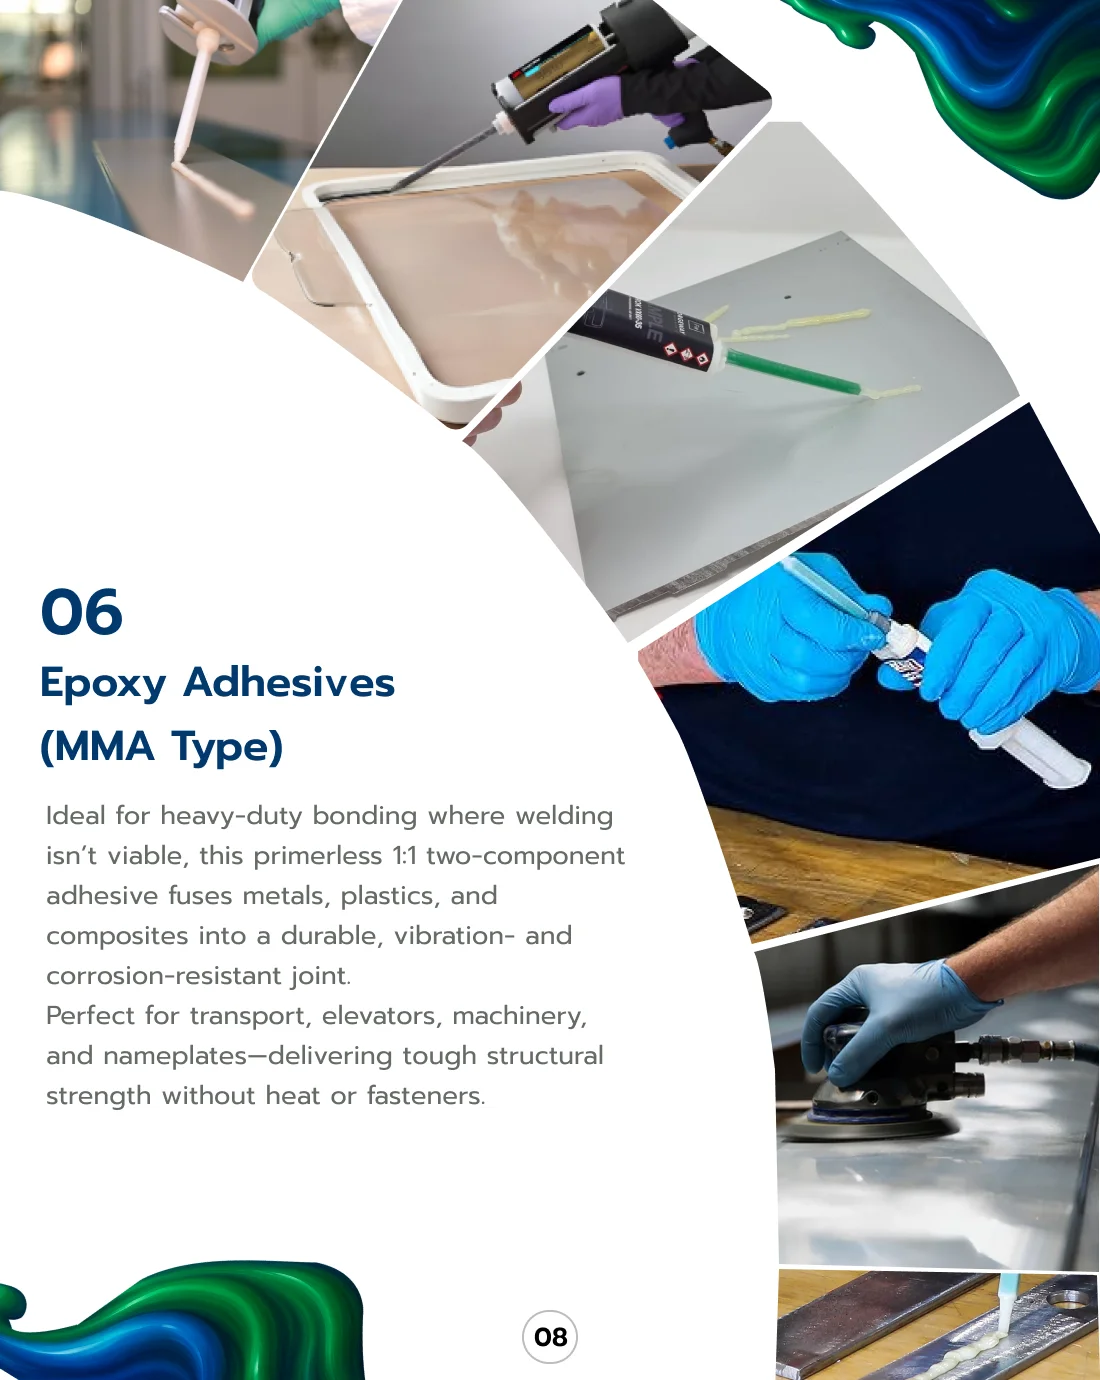 06
Epoxy Adhesives
(MMA Type)
Ideal for heavy-duty bonding where welding
isn’t viable, this primerless 1:1 two-component
adhesive fuses metals, plastics, and
composites into a durable, vibration- and
corrosion-resistant joint.
Perfect for transport, elevators, machinery,
and nameplates—delivering tough structural
strength without heat or fasteners.
08